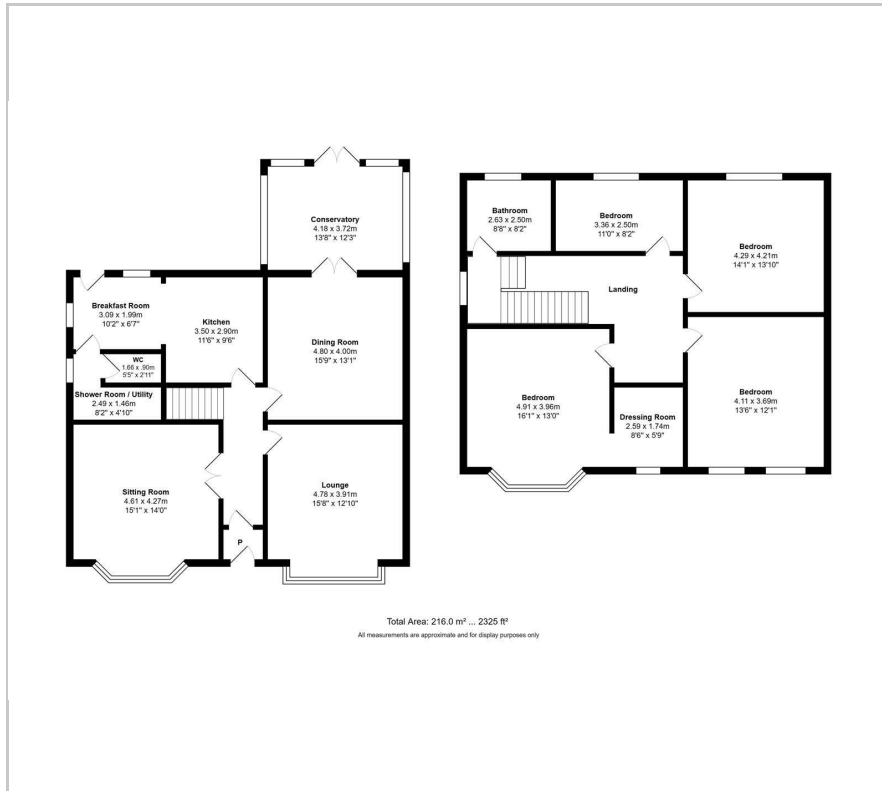 Conservatory
4.18 x 3.72m
13'8" x 12'3"
Breakfast Room
3.09 x 1.99m
10'2" x 6'7"
Kitchen
3.50 x 2.90m
11'6" x 9'6"
Dining Room
4.80 x 4.00m
15'9" x 13'1"
WC
1.66 x .90m
5'5" x 2'11"
Shower Room / Utility
2.49 x 1.46m
8'2" x 4'10"
Sitting Room
4.61 x 4.27m
15'1" x 14'0"
Lounge
4.78 x 3.91m
15'8" x 12'10"
P
Bathroom
2.63 x 2.50m
8'8" x 8'2"
Bedroom
3.36 x 2.50m
11'0" x 8'2"
Bedroom
4.29 x 4.21m
14'1" x 13'10"
Landing
Bedroom
4.91 x 3.96m
16'1" x 13'0"
Dressing Room
2.59 x 1.74m
8'6" x 5'9"
Bedroom
4.11 x 3.69m
13'6" x 12'1"
Total Area: 216.0 m² ... 2325 ft²
All measurements are approximate and for display purposes only